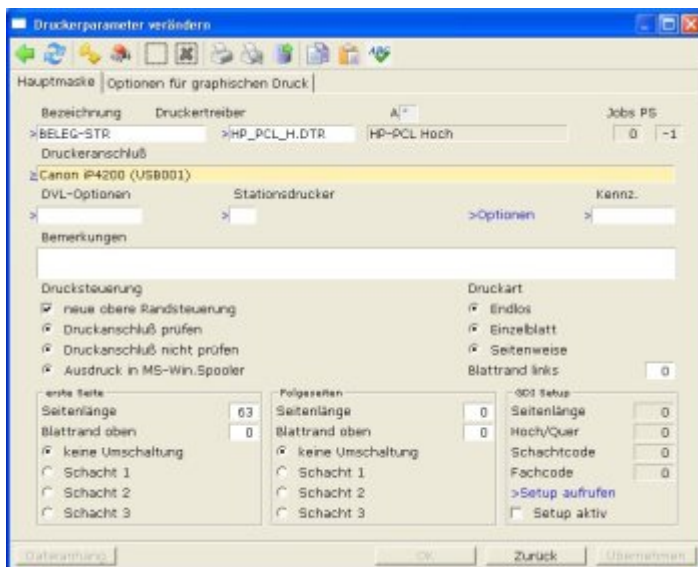 Druckerparameter verändern
ABC
Hauptmaske Optionen für graphischen Druck
Bezeichnung Druckertreiber A * Jobs PS
>BELEG-STR >HP_PCL_H.DTR HP-PCL Hoch 0 -1
Druckeranschluß
>Canon iP4200 (USB001)
DVL-Optionen Stationsdrucker Kennz.
> > >Optionen >
Bemerkungen
Drucksteuerung Druckart
neue obere Randsteuerung Endlos
Druckanschluß prüfen Einzelblatt
Druckanschluß nicht prüfen Seitenweise
Ausdruck in MS-Win.Spooler Blattrand links 0
erste Seite Folgeseiten GDI Setup
Seitenlänge 63 Seitenlänge 0 Seitenlänge 0
Blattrand oben 0 Blattrand oben 0 Hoch/Quer 0
keine Umschaltung keine Umschaltung Schachtcode 0
Schacht 1 Schacht 1 Fachcode 0
Schacht 2 Schacht 2 >Setup aufrufen
Schacht 3 Schacht 3 Setup aktiv
Dateianhang OK Zurück Übernehmen